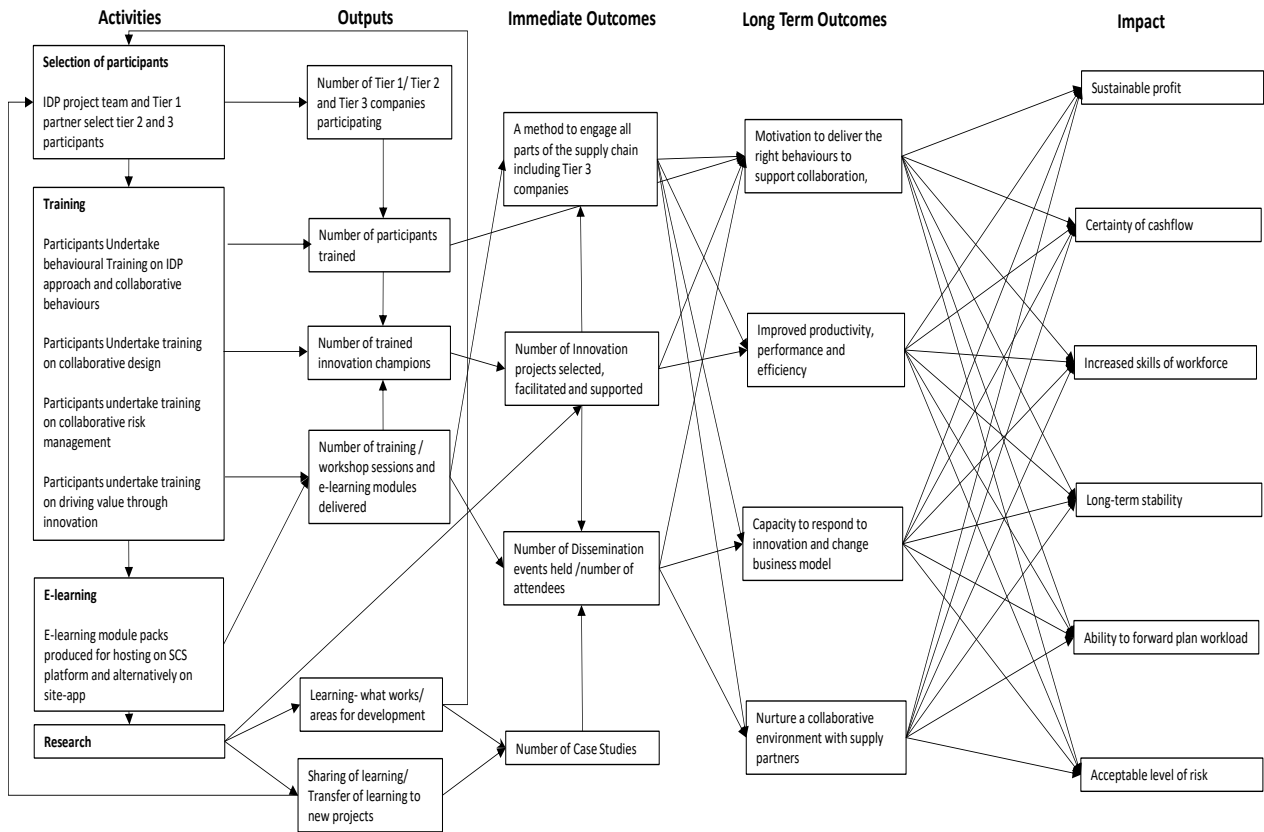 Activities
Outputs
Immediate Outcomes
Long Term Outcomes
Impact
Selection of participants
IDP project team and Tier 1
partner select tier 2 and 3
participants
Training
Participants Undertake
behavioural Training on IDP
approach and collaborative
behaviours
Participants Undertake training
on collaborative design
Participants undertake training
on collaborative risk
management
Participants undertake training
on driving value through
innovation
E-learning
E-learning module packs
produced for hosting on SCS
platform and alternatively on
site-app
Research
Number of Tier 1/ Tier 2
and Tier 3 companies
participating
Number of participants
trained
Number of trained
innovation champions
Number of training /
workshop sessions and
e-learning modules
delivered
Learning- what works/
areas for development
Sharing of learning/
Transfer of learning to
new projects
A method to engage all
parts of the supply chain
including Tier 3
companies
Number of Innovation
projects selected,
facilitated and supported
Number of Dissemination
events held /number of
attendees
Number of Case Studies
Motivation to deliver the
right behaviours to
support collaboration,
Improved productivity,
performance and
efficiency
Capacity to respond to
innovation and change
business model
Nurture a collaborative
environment with supply
partners
Sustainable profit
Certainty of cashflow
Increased skills of workforce
Long-term stability
Ability to forward plan workload
Acceptable level of risk